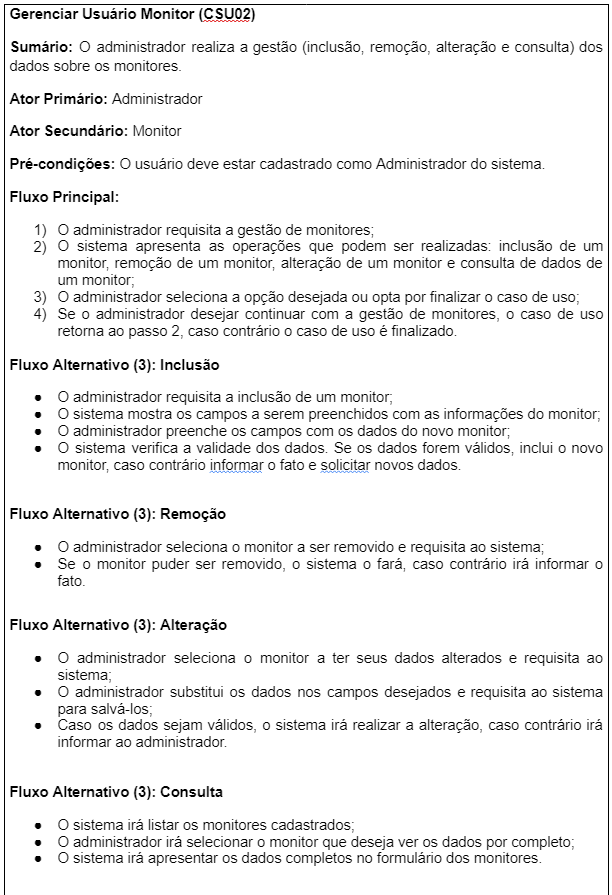 Gerenciar Usuário Monitor (CSU02)
Sumário: O administrador realiza a gestão (inclusão, remoção, alteração e consulta) dos
dados sobre os monitores.
Ator Primário: Administrador
Ator Secundário: Monitor
Pré-condições: O usuário deve estar cadastrado como Administrador do sistema.
Fluxo Principal:
1) O administrador requisita a gestão de monitores;
2) O sistema apresenta as operações que podem ser realizadas: inclusão de um
monitor, remoção de um monitor, alteração de um monitor e consulta de dados de
um monitor;
3) O administrador seleciona a opção desejada ou opta por finalizar o caso de uso;
4) Se o administrador desejar continuar com a gestão de monitores, o caso de uso
retorna ao passo 2, caso contrário o caso de uso é finalizado.
Fluxo Alternativo (3): Inclusão
● O administrador requisita a inclusão de um monitor;
● O sistema mostra os campos a serem preenchidos com as informações do monitor;
● O administrador preenche os campos com os dados do novo monitor;
● O sistema verifica a validade dos dados. Se os dados forem válidos, inclui o novo
monitor, caso contrário informar o fato e solicitar novos dados.
Fluxo Alternativo (3): Remoção
● O administrador seleciona o monitor a ser removido e requisita ao sistema;
● Se o monitor puder ser removido, o sistema o fará, caso contrário irá informar o
fato.
Fluxo Alternativo (3): Alteração
● O administrador seleciona o monitor a ter seus dados alterados e requisita ao
sistema;
● O administrador substitui os dados nos campos desejados e requisita ao sistema
para salvá-los;
● Caso os dados sejam válidos, o sistema irá realizar a alteração, caso contrário irá
informar ao administrador.
Fluxo Alternativo (3): Consulta
● O sistema irá listar os monitores cadastrados;
● O administrador irá selecionar o monitor que deseja ver os dados por completo;
● O sistema irá apresentar os dados completos no formulário dos monitores.